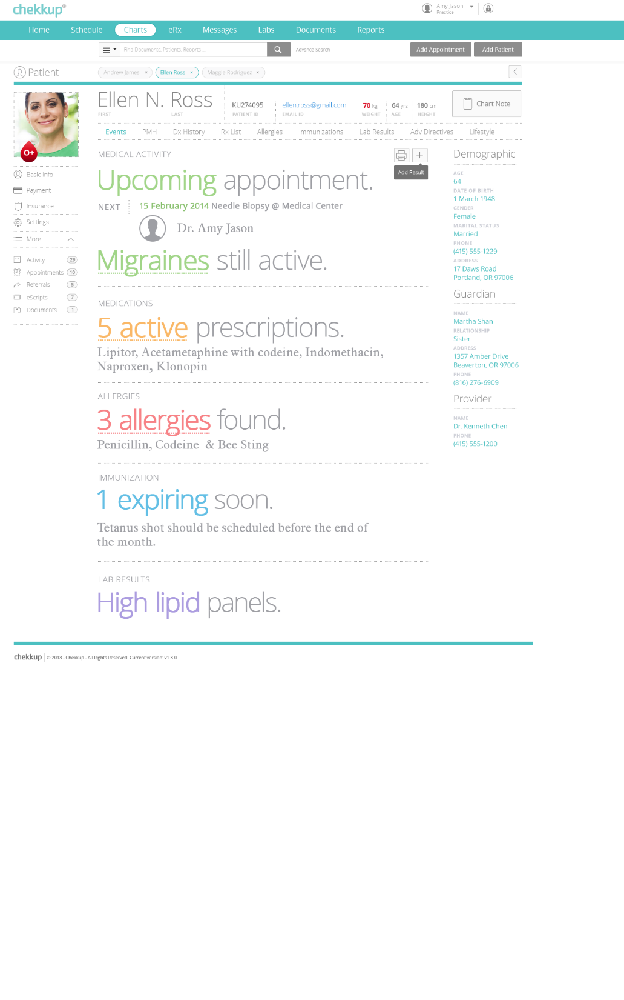 chekkup®
Amy Jason
Practice
Home Schedule Charts eRx Messages Labs Documents Reports
Find Documents, Patients, Reaprts ...
Advance Search
Add Appointment
Add Patient
Patient
Andrew James ×
Ellen Ross ×
Maggie Rodriguez ×
Ellen N. Ross
FIRST LAST
KU274095
PATIENT ID
ellen.ross@gmail.com
EMAIL ID
70 kg
WEIGHT
64 yrs
AGE
180 cm
HEIGHT
Chart Note
O+
Basic Info
Payment
Insurance
Settings
More
Activity 29
Appointments 10
Referrals 5
eScripts 7
Documents 1
Events PMH Dx History Rx List Allergies Immunizations Lab Results Adv Directives Lifestyle
MEDICAL ACTIVITY
Add Result
Upcoming appointment.
NEXT
15 February 2014 Needle Biopsy @ Medical Center
Dr. Amy Jason
Migraines still active.
MEDICATIONS
5 active prescriptions.
Lipitor, Acetametaphine with codeine, Indomethacin,
Naproxen, Klonopin
ALLERGIES
3 allergies found.
Penicillin, Codeine & Bee Sting
IMMUNIZATION
1 expiring soon.
Tetanus shot should be scheduled before the end of
the month.
LAB RESULTS
High lipid panels.
Demographic
AGE
64
DATE OF BIRTH
1 March 1948
GENDER
Female
MARITAL STATUS
Married
PHONE
(415) 555-1229
ADDRESS
17 Daws Road
Portland, OR 97006
Guardian
NAME
Martha Shan
RELATIONSHIP
Sister
ADDRESS
1357 Amber Drive
Beaverton, OR 97006
PHONE
(816) 276-6909
Provider
NAME
Dr. Kenneth Chen
PHONE
(415) 555-1200
chekkup
© 2013 - Chekkup - All Rights Reserved. Current version: v1.8.0